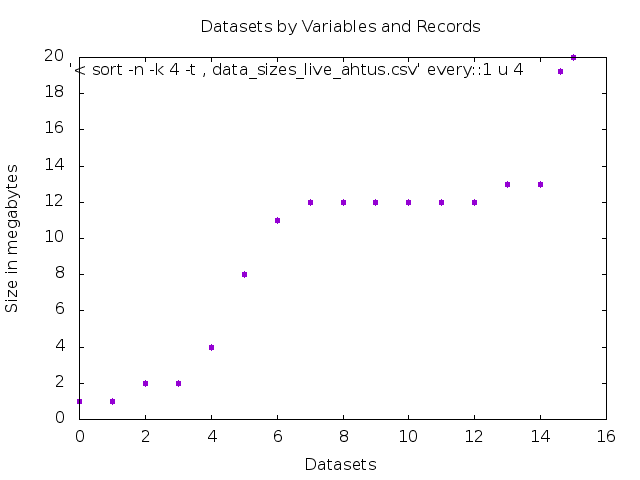 Datasets by Variables and Records
20
'< sort -n -k 4 -t , data_sizes_live_ahtus.csv' every::1 u 4
18
16
14
12
10
8
6
4
2
0
Size in megabytes
0 2 4 6 8 10 12 14 16
Datasets